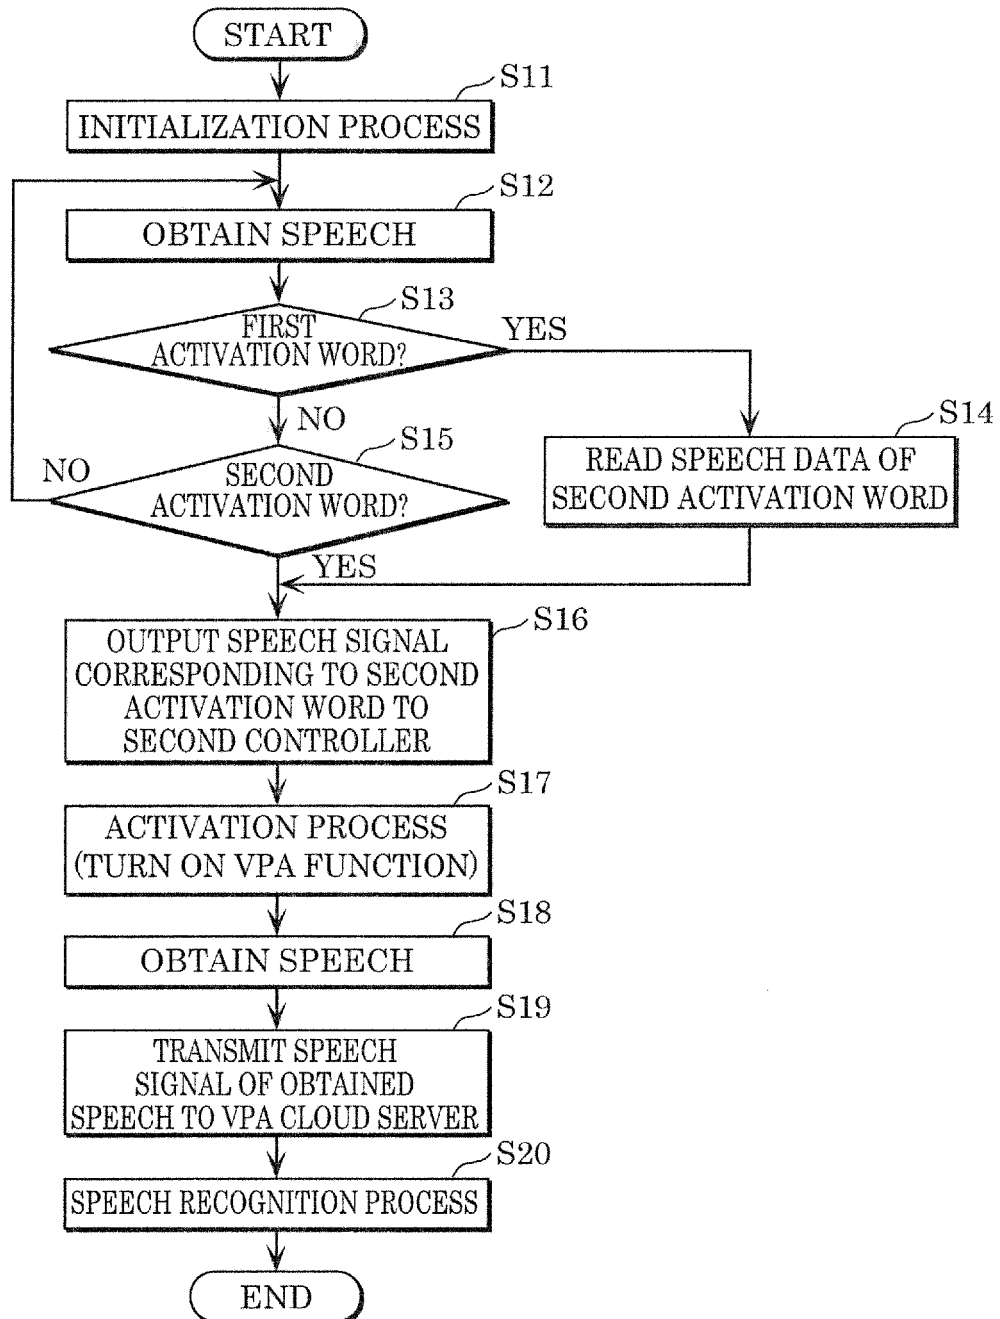 START
S11
INITIALIZATION PROCESS
S12
OBTAIN SPEECH
S13
FIRST
ACTIVATION WORD?
YES
NO
S14
READ SPEECH DATA OF
SECOND ACTIVATION WORD
S15
SECOND
ACTIVATION WORD?
NO
YES
S16
OUTPUT SPEECH SIGNAL
CORRESPONDING TO SECOND
ACTIVATION WORD TO
SECOND CONTROLLER
S17
ACTIVATION PROCESS
(TURN ON VPA FUNCTION)
S18
OBTAIN SPEECH
S19
TRANSMIT SPEECH
SIGNAL OF OBTAINED
SPEECH TO VPA CLOUD SERVER
S20
SPEECH RECOGNITION PROCESS
END